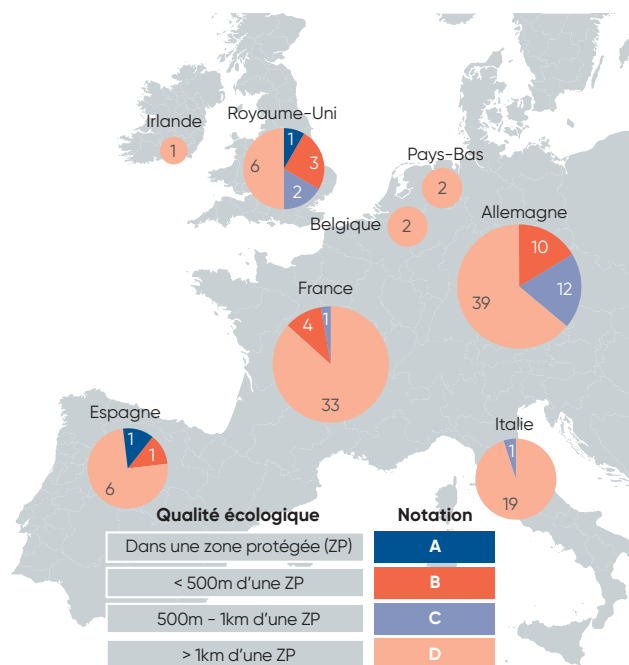 Irlande
1
Royaume-Uni
1
3
2
6
Pays-Bas
2
Belgique
2
Allemagne
10
12
39
France
4
1
33
Espagne
1
1
6
Italie
1
19
Qualité écologique Notation
Dans une zone protégée (ZP) A
< 500m d'une ZP B
500m - 1km d'une ZP C
> 1km d'une ZP D